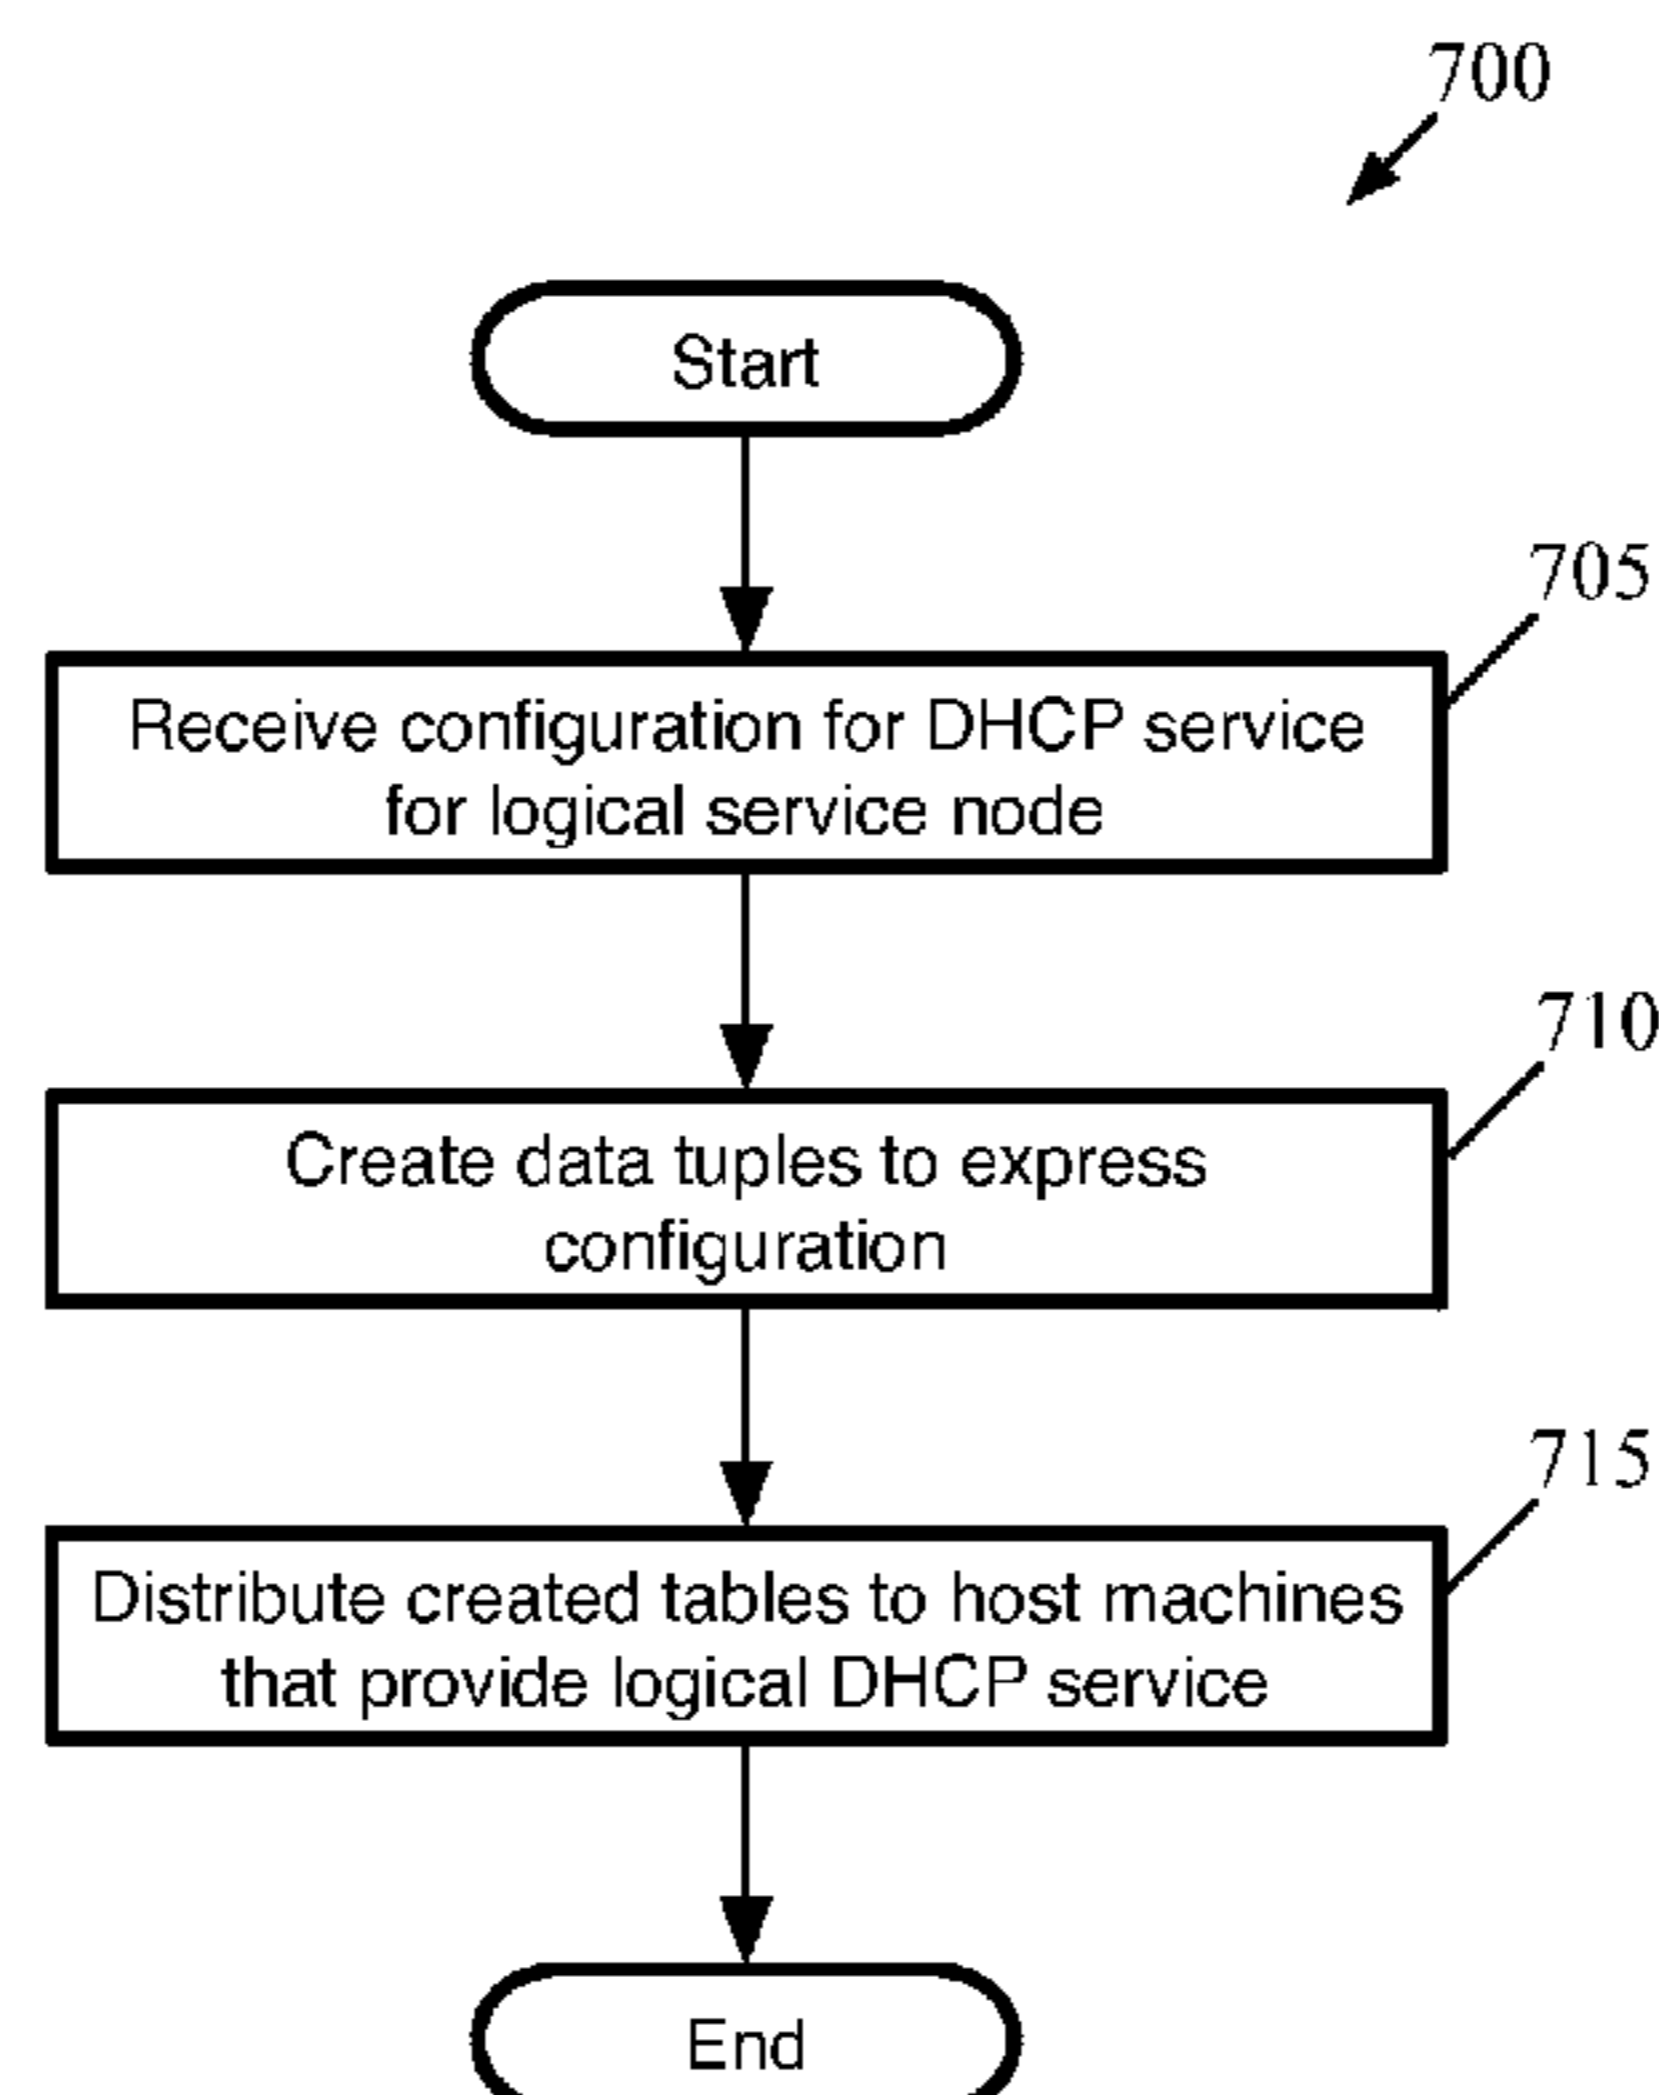 700
Start
705
Receive configuration for DHCP service
for logical service node
710
Create data tuples to express
configuration
715
Distribute created tables to host machines
that provide logical DHCP service
End